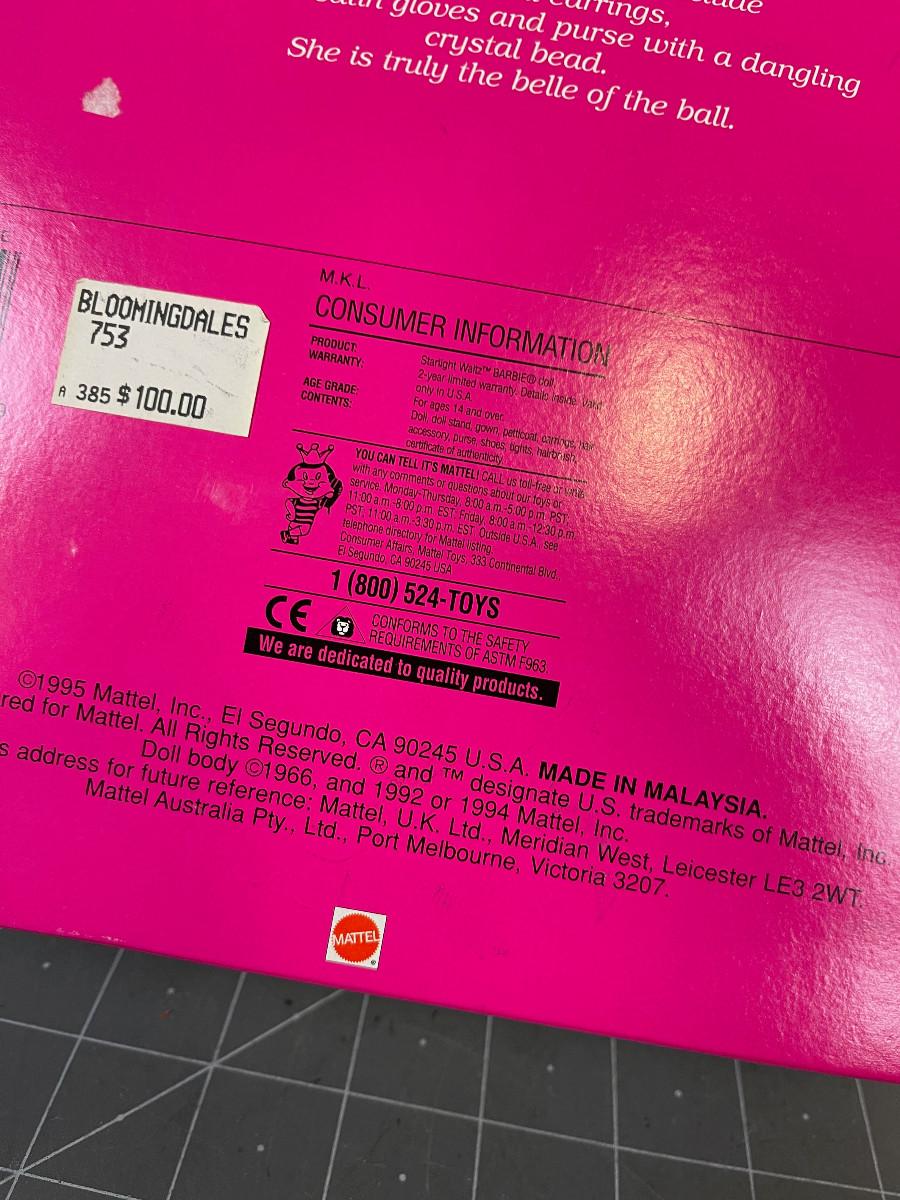 earrings,
satin gloves and purse with a dangling
crystal bead.
She is truly the belle of the ball.
BLOOMINGDALES
753
A 385 $100.00
M.K.L.
CONSUMER INFORMATION
PRODUCT: Starlight Waltz™ BARBIE® doll.
WARRANTY: 2-year limited warranty. Details inside. Valid
only in U.S.A.
AGE GRADE: For ages 14 and over.
CONTENTS: Doll, doll stand, gown, petticoat, earrings, hair
accessory, purse, shoes, tights, hairbrush,
certificate of authenticity.
YOU CAN TELL IT'S MATTEL! CALL us toll-free or write
with any comments or questions about our toys or
service. Monday-Thursday, 8:00 a.m.-5:00 p.m. PST;
11:00 a.m.-8:00 p.m. EST. Friday, 8:00 a.m.-12:30 p.m.
PST; 11:00 a.m.-3:30 p.m. EST. Outside U.S.A., see
telephone directory for Mattel listing.
Consumer Affairs, Mattel Toys, 333 Continental Blvd.,
El Segundo, CA 90245 USA
1 (800) 524-TOYS
CE
CONFORMS TO THE SAFETY
REQUIREMENTS OF ASTM F963.
We are dedicated to quality products.
©1995 Mattel, Inc., El Segundo, CA 90245 U.S.A. MADE IN MALAYSIA.
for Mattel. All Rights Reserved. ® and ™ designate U.S. trademarks of Mattel, Inc.
Doll body ©1966, and 1992 or 1994 Mattel, Inc.
address for future reference: Mattel, U.K. Ltd., Meridian West, Leicester LE3 2WT.
Mattel Australia Pty., Ltd., Port Melbourne, Victoria 3207.
MATTEL
®